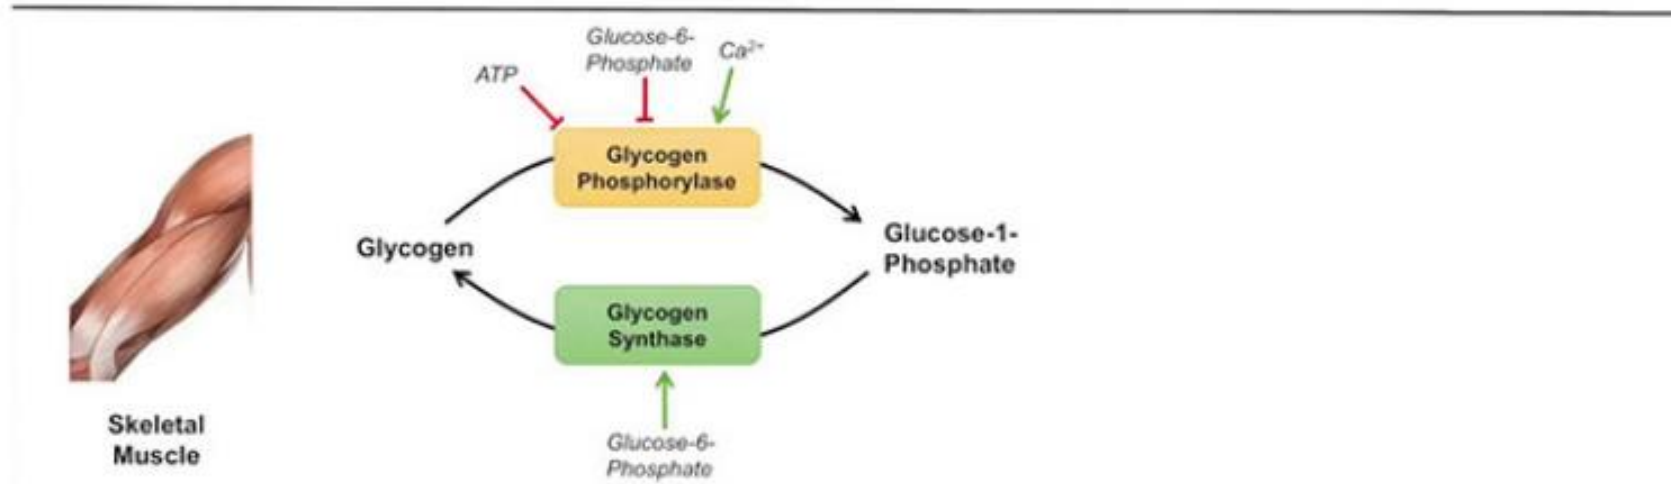 Glucose-6-
Phosphate
Ca²⁺
ATP
Glycogen
Phosphorylase
Glycogen
Glucose-1-
Phosphate
Glycogen
Synthase
Skeletal
Muscle
Glucose-6-
Phosphate